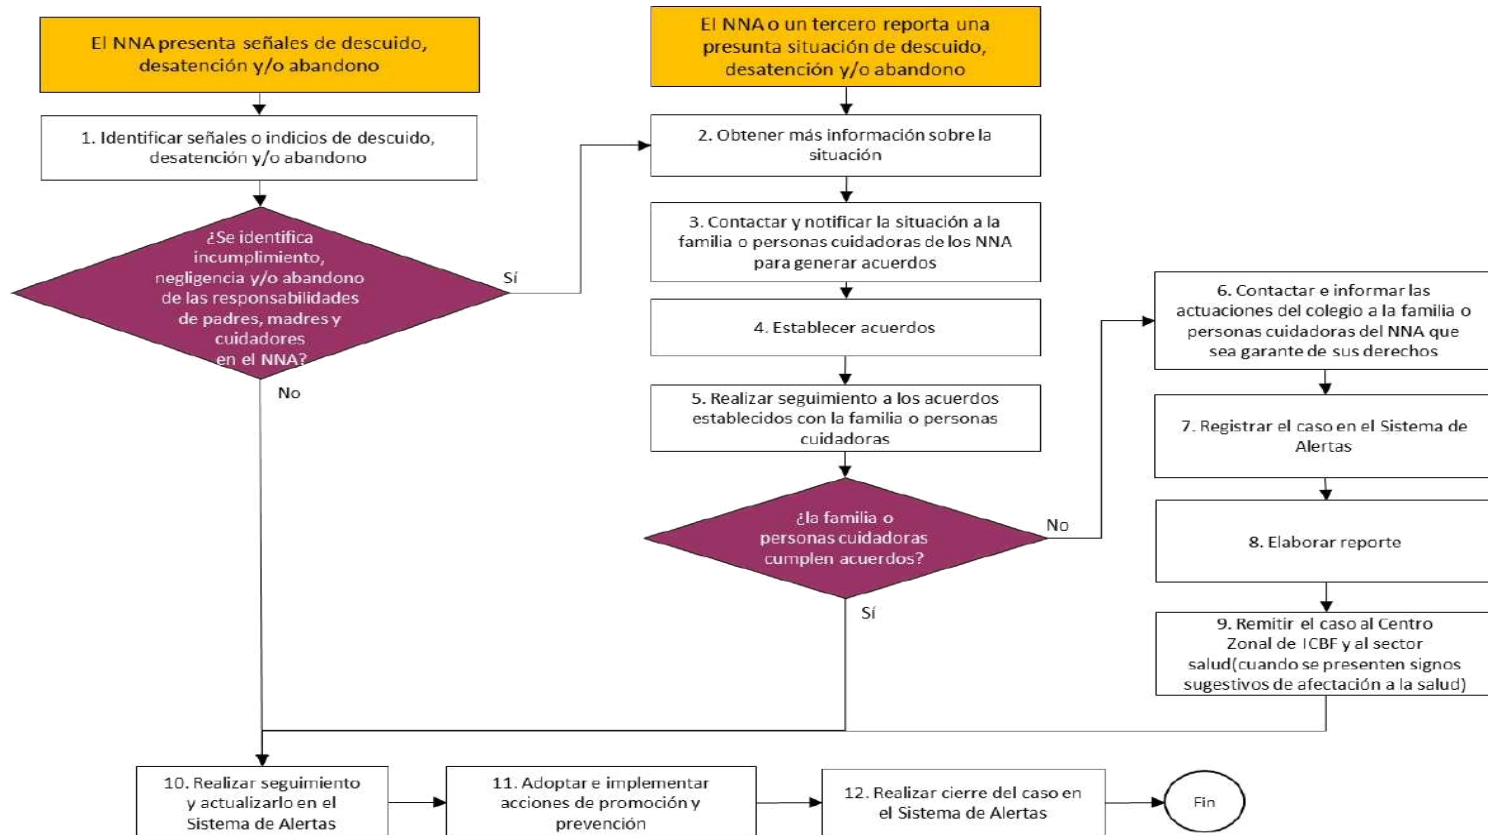 El NNA presenta señales de descuido,
desatención y/o abandono
El NNA o un tercero reporta una
presunta situación de descuido,
desatención y/o abandono
1. Identificar señales o indicios de descuido,
desatención y/o abandono
2. Obtener más información sobre la
situación
¿Se identifica
incumplimiento,
negligencia y/o abandono
de las responsabilidades
de padres, madres y
cuidadores
en el NNA?
Sí
No
3. Contactar y notificar la situación a la
familia o personas cuidadoras de los NNA
para generar acuerdos
4. Establecer acuerdos
5. Realizar seguimiento a los acuerdos
establecidos con la familia o personas
cuidadoras
¿la familia o
personas cuidadoras
cumplen acuerdos?
No
Sí
6. Contactar e informar las
actuaciones del colegio a la familia o
personas cuidadoras del NNA que
sea garante de sus derechos
7. Registrar el caso en el Sistema de
Alertas
8. Elaborar reporte
9. Remitir el caso al Centro
Zonal de ICBF y al sector
salud(cuando se presenten signos
sugestivos de afectación a la salud)
10. Realizar seguimiento
y actualizarlo en el
Sistema de Alertas
11. Adoptar e implementar
acciones de promoción y
prevención
12. Realizar cierre del caso en
el Sistema de Alertas
Fin